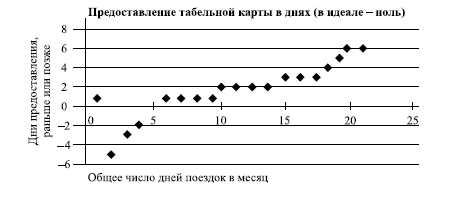 Предоставление табельной карты в днях (в идеале – ноль)
Дни предоставления,
раньше или позже
8
6
4
2
0
–2
–4
–6
0 5 10 15 20 25
Общее число дней поездок в месяц